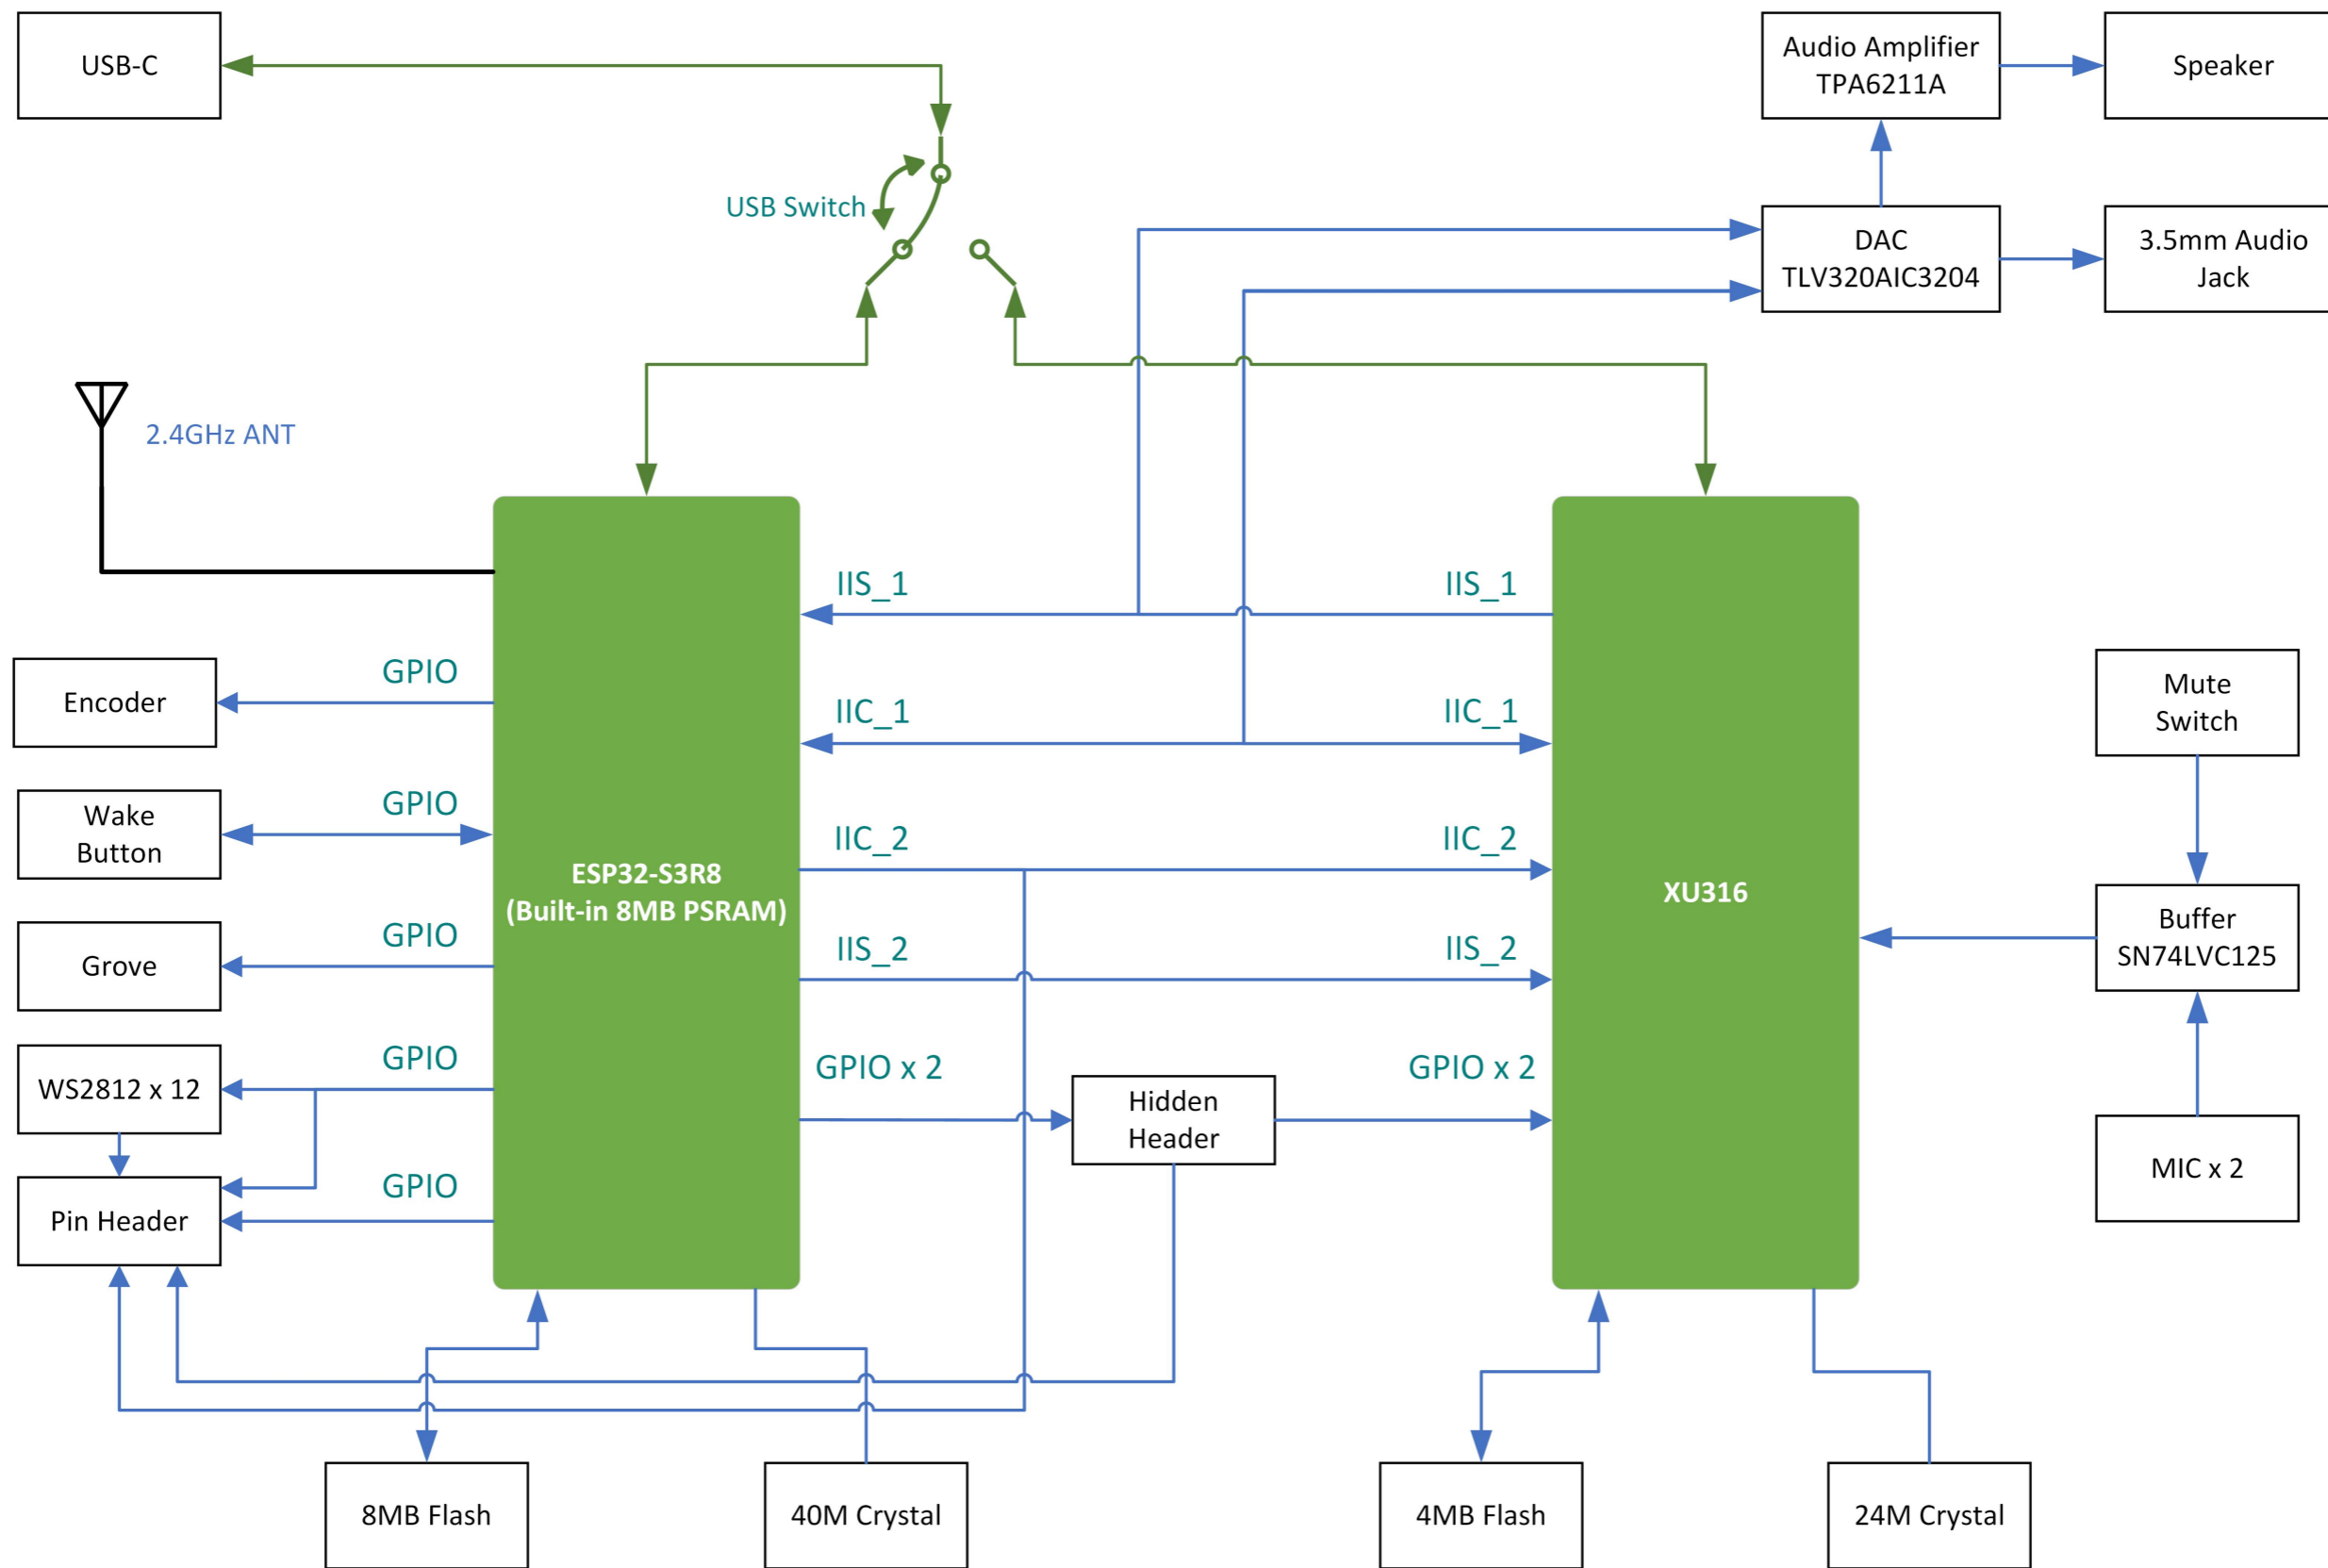 USB-C
Audio Amplifier
TPA6211A
Speaker
USB Switch
DAC
TLV320AIC3204
3.5mm Audio
Jack
2.4GHz ANT
IIS_1
IIS_1
GPIO
Encoder
Mute
Switch
IIC_1
IIC_1
GPIO
Wake
Button
IIC_2
IIC_2
ESP32-S3R8
(Built-in 8MB PSRAM)
XU316
GPIO
Grove
IIS_2
IIS_2
Buffer
SN74LVC125
GPIO
WS2812 x 12
GPIO x 2
GPIO x 2
Hidden
Header
MIC x 2
GPIO
Pin Header
8MB Flash
40M Crystal
4MB Flash
24M Crystal